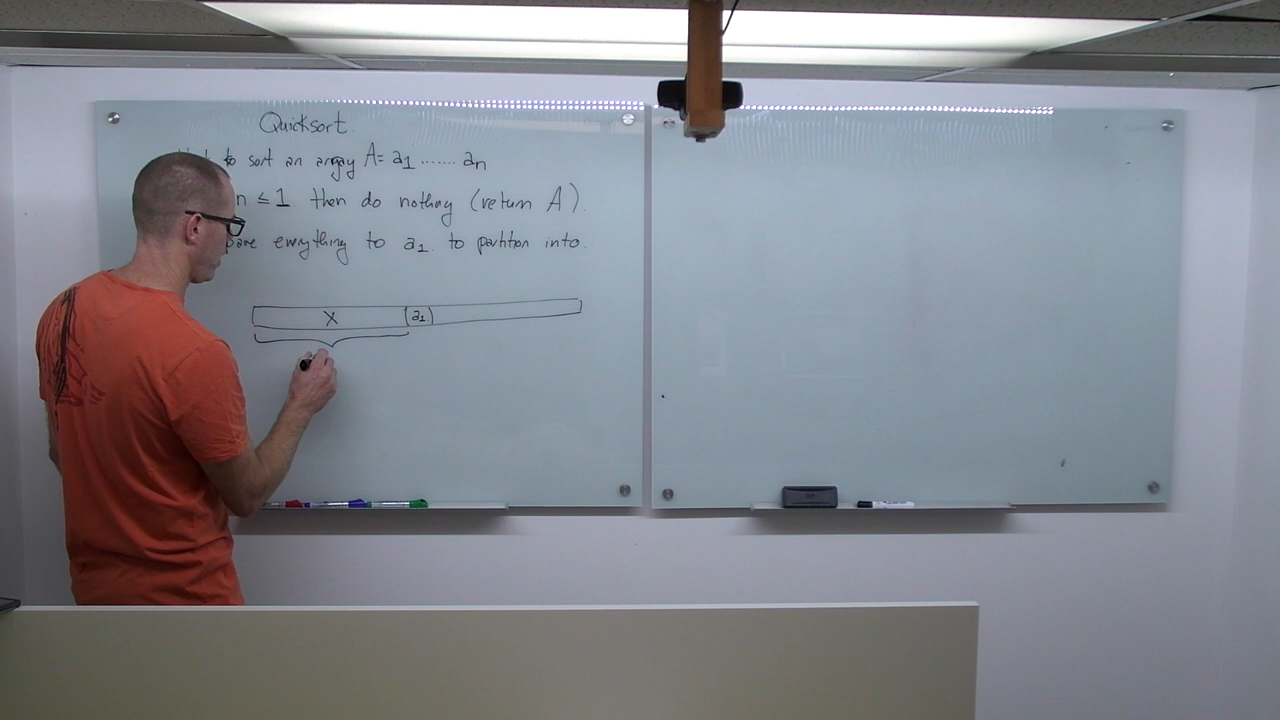 Quicksort.
to sort an array A= a1 ....... an
n ≤ 1 then do nothing (return A).
everything to a1. to partition into.
X (a1)